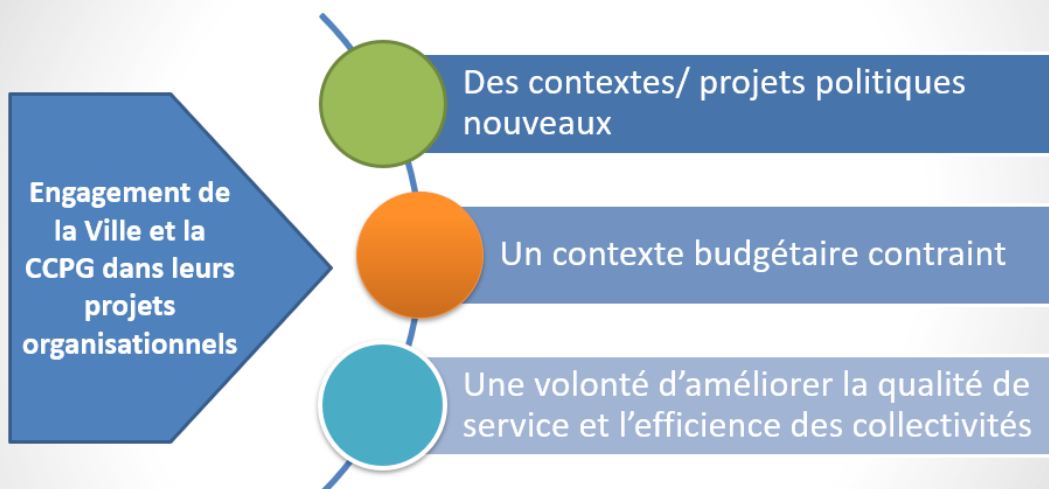 Engagement de
la Ville et la
CCPG dans leurs
projets
organisationnels
Des contextes/ projets politiques
nouveaux
Un contexte budgétaire contraint
Une volonté d’améliorer la qualité de
service et l’efficience des collectivités